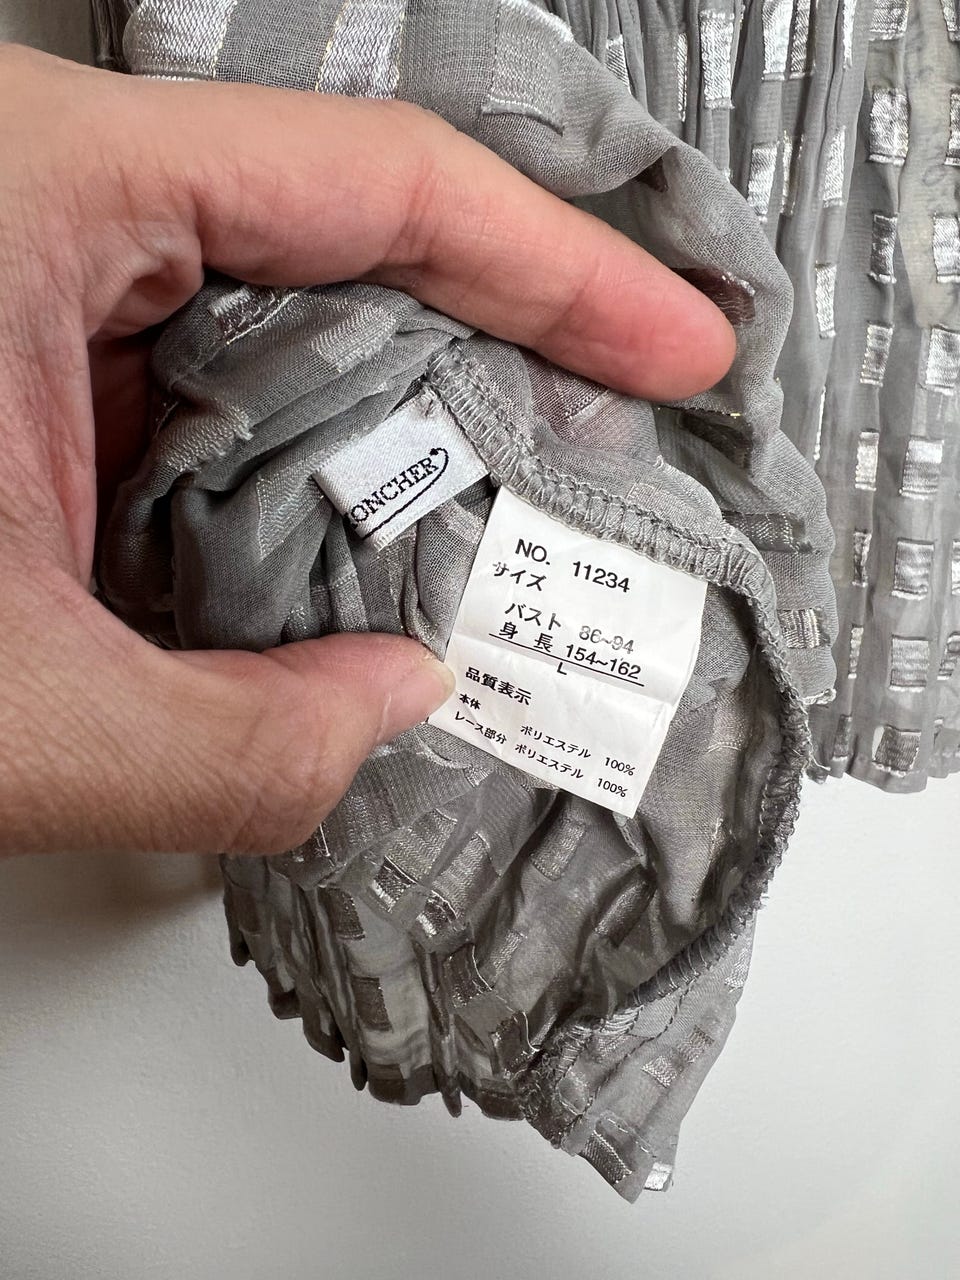 ONCHER
NO. 11234
サイズ
バスト 86~94
身 長 154~162
L
品質表示
本体 ポリエステル 100%
レース部分 ポリエステル 100%